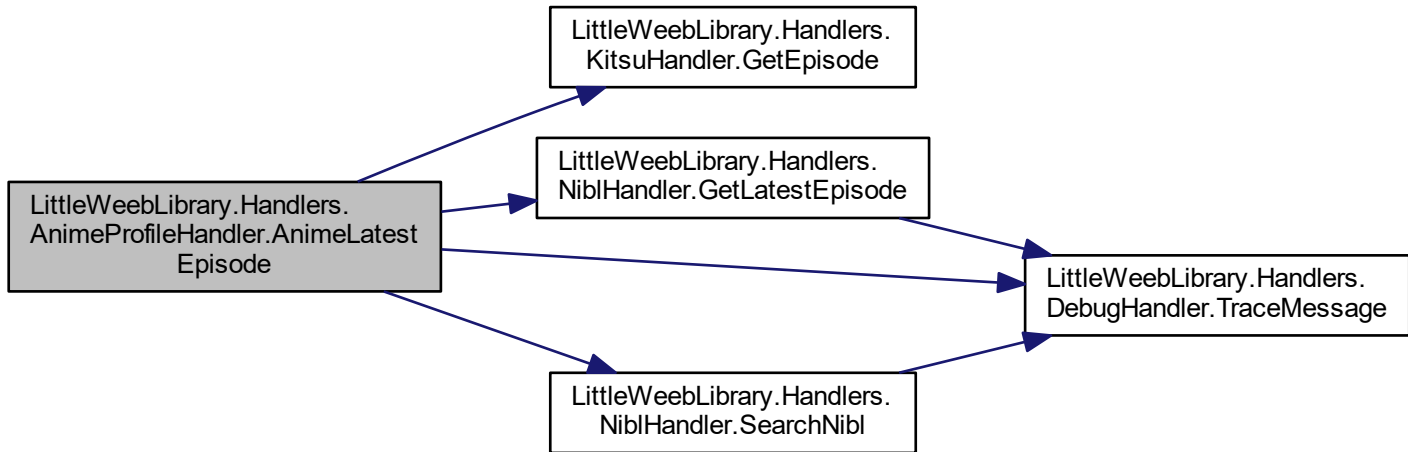 LittleWeebLibrary.Handlers.
KitsuHandler.GetEpisode
LittleWeebLibrary.Handlers.
NiblHandler.GetLatestEpisode
LittleWeebLibrary.Handlers.
AnimeProfileHandler.AnimeLatest
Episode
LittleWeebLibrary.Handlers.
DebugHandler.TraceMessage
LittleWeebLibrary.Handlers.
NiblHandler.SearchNibl